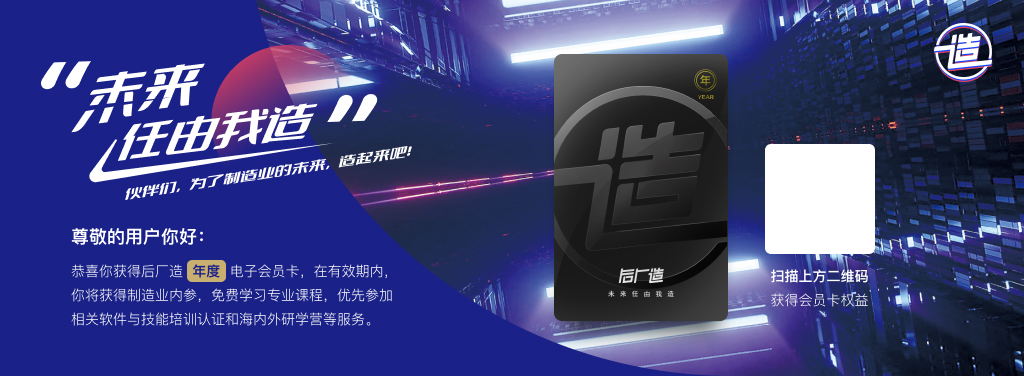 “未来
任由我造”
伙伴们，为了制造业的未来，造起来吧！
尊敬的用户你好：
恭喜你获得后厂造 年度 电子会员卡，在有效期内，
你将获得制造业内参，免费学习专业课程，优先参加
相关软件与技能培训认证和海内外研学营等服务。
年
YEAR
造
后厂造
未来任由我造
造
扫描上方二维码
获得会员卡权益